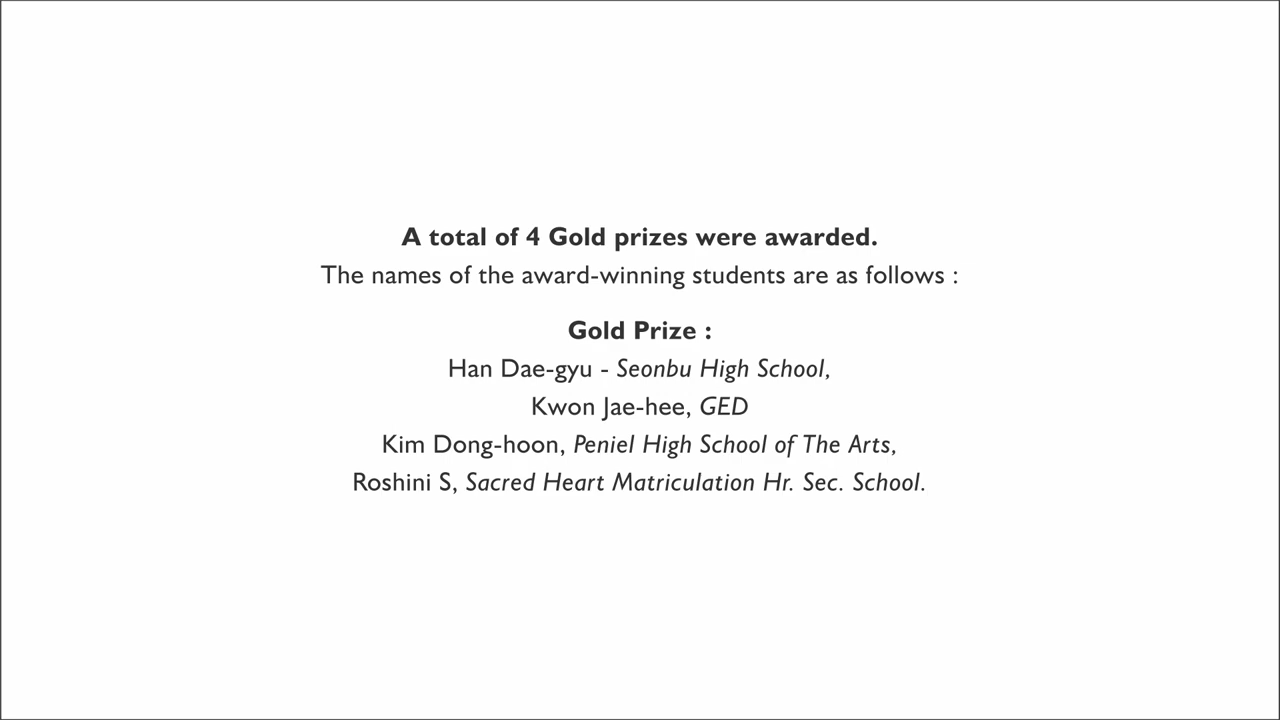 A total of 4 Gold prizes were awarded.
The names of the award-winning students are as follows :
Gold Prize :
Han Dae-gyu - Seonbu High School,
Kwon Jae-hee, GED
Kim Dong-hoon, Peniel High School of The Arts,
Roshini S, Sacred Heart Matriculation Hr. Sec. School.